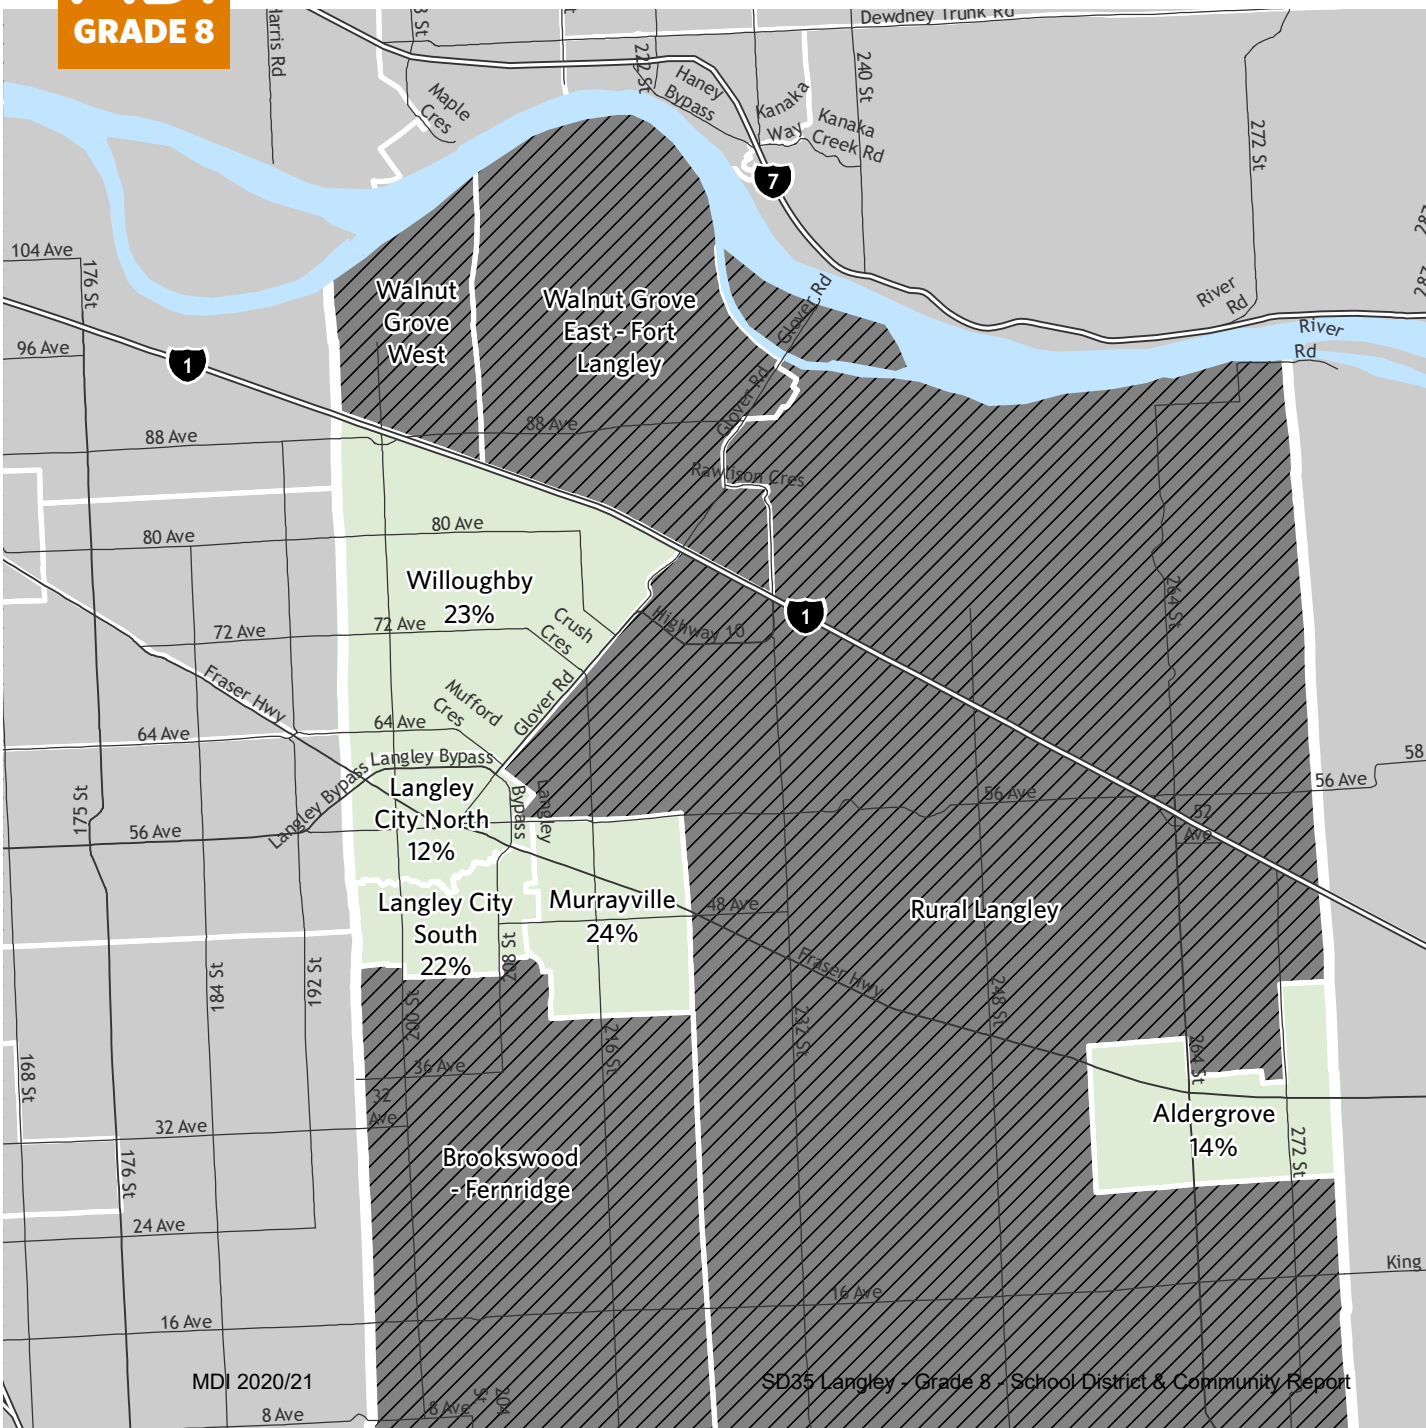 GRADE 8
Harris Rd
Dewdney Trunk Rd
222 St
Haney
Bypass
240 St
Maple
Cres
Kanaka
Way
Kanaka
Creek Rd
272 St
7
104 Ave
176 St
Walnut
Grove
West
Walnut Grove
East - Fort
Langley
Glover Rd
River
Rd
River
Rd
287
287
96 Ave
1
Glover Rd
88 Ave
88 Ave
Rawlison Cres
80 Ave
80 Ave
Willoughby
23%
264 St
1
72 Ave
72 Ave
Crush
Cres
Highway 10
Fraser Hwy
Mufford
Cres
Glover Rd
64 Ave
64 Ave
Langley Bypass
Langley Bypass
Langley
Bypass
58
56 Ave
56 Ave
52
Ave
175 St
56 Ave
Langley
City North
12%
Langley City
South
22%
Murrayville
24%
48 Ave
Rural Langley
Fraser Hwy
208 St
184 St
192 St
200 St
216 St
232 St
248 St
264 St
168 St
36 Ave
32
Ave
32 Ave
Aldergrove
14%
272 St
Brookswood
- Fernridge
176 St
24 Ave
King
16 Ave
16 Ave
MDI 2020/21
SD35 Langley - Grade 8 - School District & Community Report
204
St
8 Ave
8 Ave